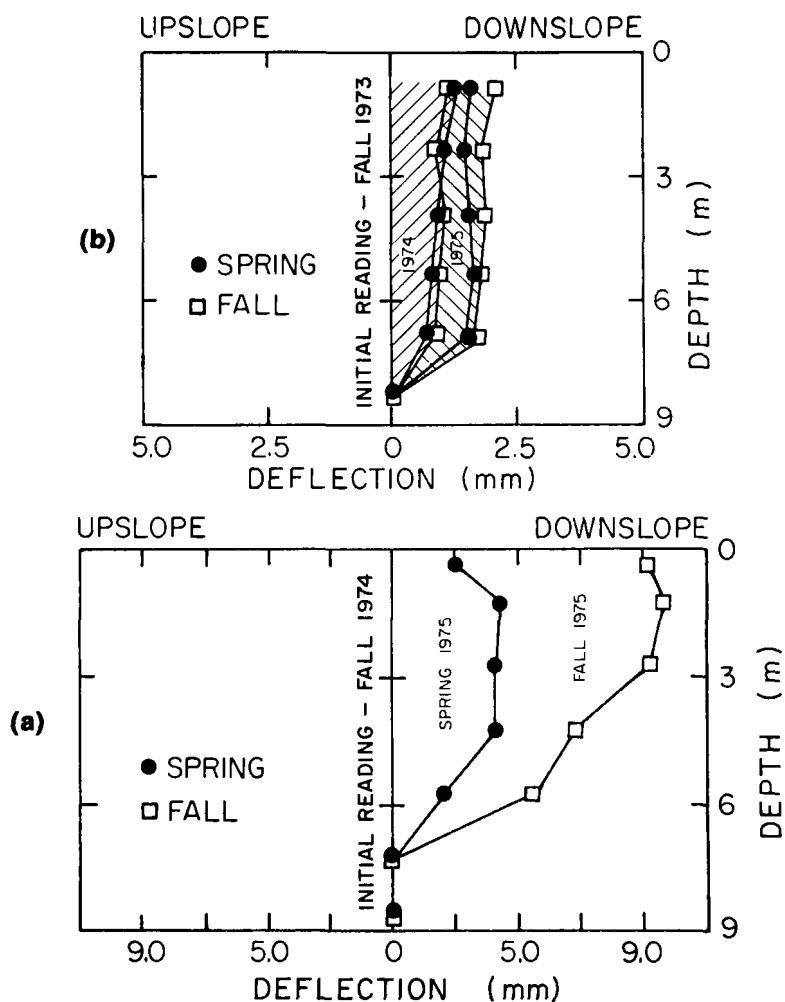 UPSLOPE DOWNSLOPE
0
3
6
9
DEPTH (m)
INITIAL READING - FALL 1973
1974
1975
(b)
● SPRING
□ FALL
5.0 2.5 0 2.5 5.0
DEFLECTION (mm)
UPSLOPE DOWNSLOPE
0
3
6
9
DEPTH (m)
INITIAL READING - FALL 1974
SPRING 1975
FALL 1975
(a)
● SPRING
□ FALL
9.0 5.0 0 5.0 9.0
DEFLECTION (mm)